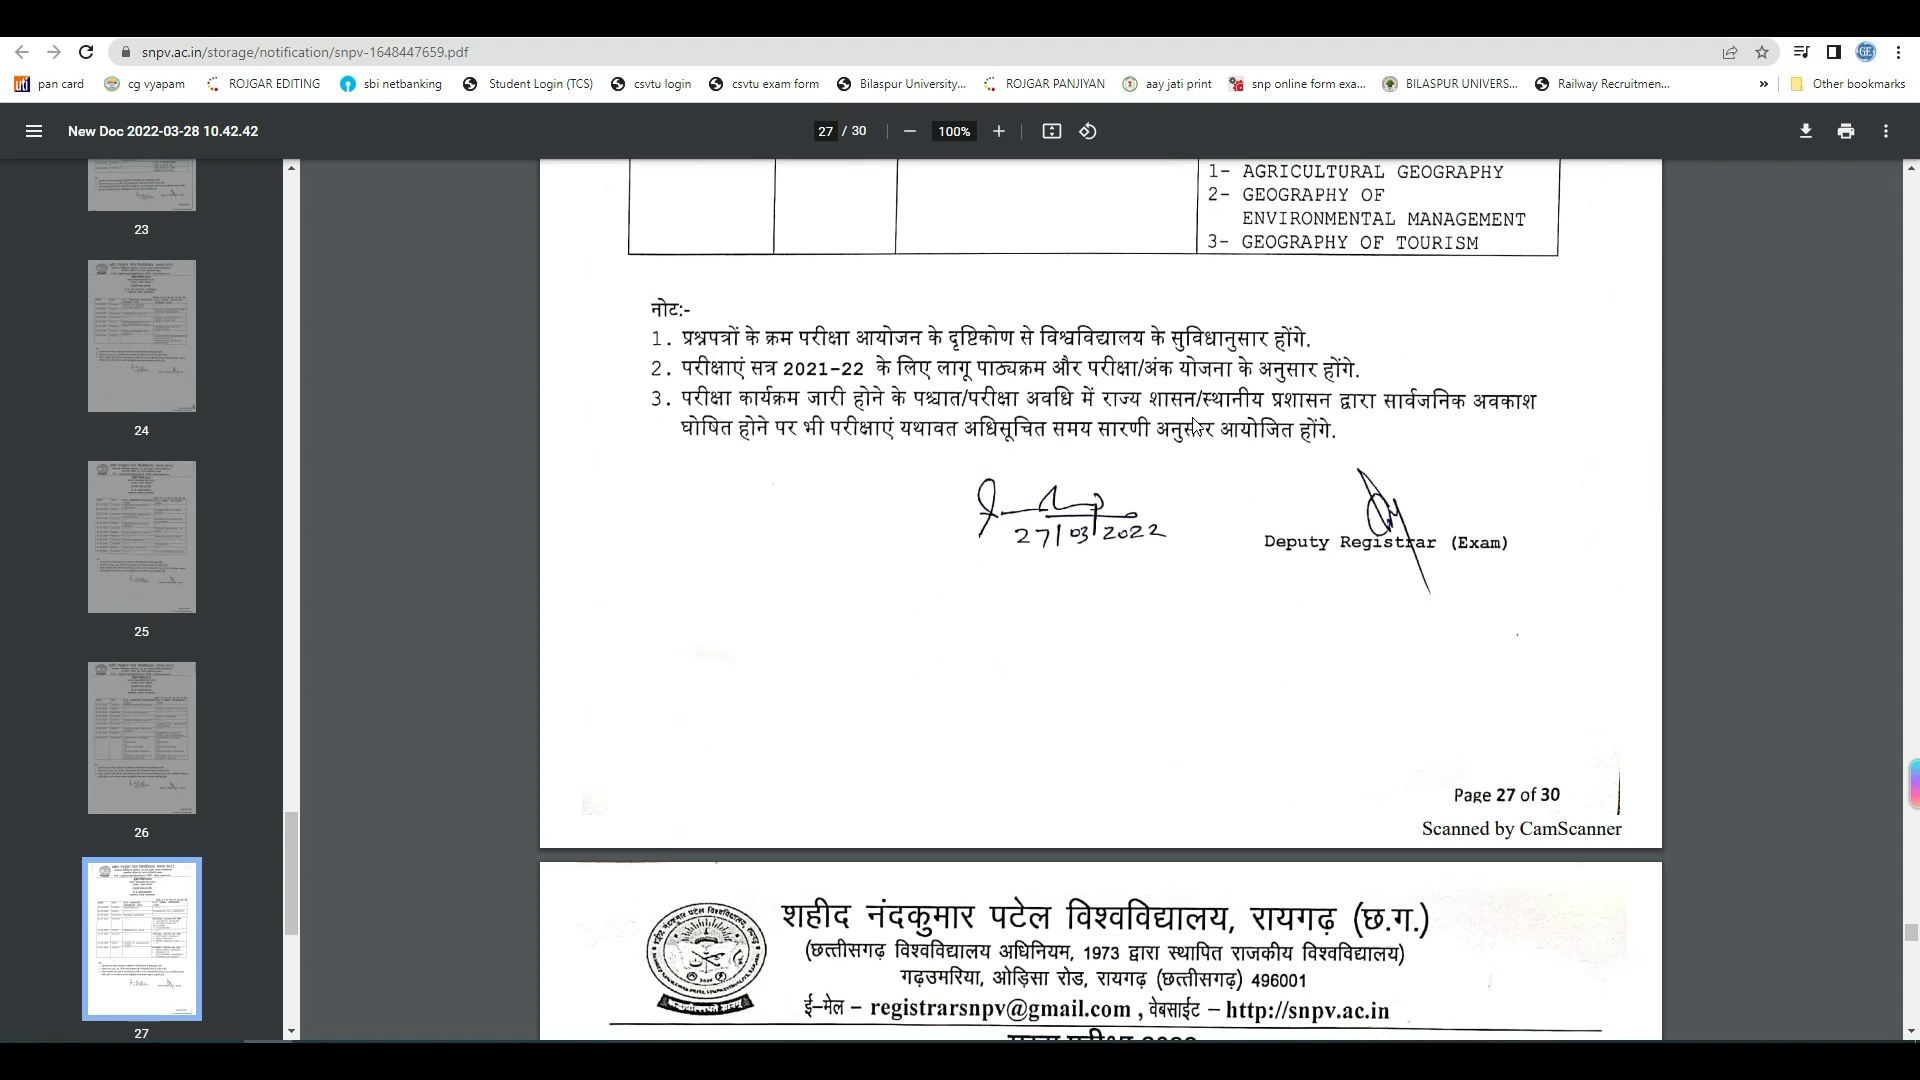 snpv.ac.in/storage/notification/snpv-1648447659.pdf
pan card cg vyapam ROJGAR EDITING sbi netbanking Student Login (TCS) csvtu login csvtu exam form Bilaspur University... ROJGAR PANJIYAN aay jati print snp online form exa... BILASPUR UNIVERS... Railway Recruitmen... » Other bookmarks
New Doc 2022-03-28 10.42.42 27 / 30 — 100% +
23
24
25
26
27
1- AGRICULTURAL GEOGRAPHY
2- GEOGRAPHY OF
ENVIRONMENTAL MANAGEMENT
3- GEOGRAPHY OF TOURISM
नोट:-
1. प्रश्नपत्रों के क्रम परीक्षा आयोजन के दृष्टिकोण से विश्वविद्यालय के सुविधानुसार होंगे.
2. परीक्षाएं सत्र 2021-22 के लिए लागू पाठ्यक्रम और परीक्षा/अंक योजना के अनुसार होंगे.
3. परीक्षा कार्यक्रम जारी होने के पश्चात/परीक्षा अवधि में राज्य शासन/स्थानीय प्रशासन द्वारा सार्वजनिक अवकाश
घोषित होने पर भी परीक्षाएं यथावत अधिसूचित समय सारणी अनुसार आयोजित होंगे.
27/03/2022
Deputy Registrar (Exam)
Page 27 of 30
Scanned by CamScanner
शहीद नंदकुमार पटेल विश्वविद्यालय, रायगढ़ (छ.ग.)
(छत्तीसगढ़ विश्वविद्यालय अधिनियम, 1973 द्वारा स्थापित राजकीय विश्वविद्यालय)
गढ़उमरिया, ओड़िसा रोड, रायगढ़ (छत्तीसगढ़) 496001
ई-मेल – registrarsnpv@gmail.com , वेबसाईट – http://snpv.ac.in